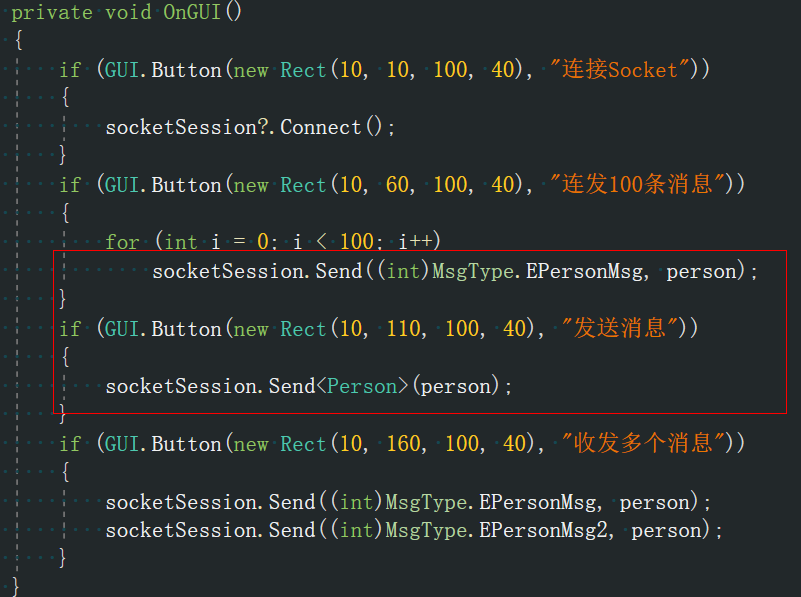 private void OnGUI()
{
if (GUI.Button(new Rect(10, 10, 100, 40), "连接Socket"))
{
socketSession?.Connect();
}
if (GUI.Button(new Rect(10, 60, 100, 40), "连发100条消息"))
{
for (int i = 0; i < 100; i++)
socketSession.Send((int)MsgType.EPersonMsg, person);
}
if (GUI.Button(new Rect(10, 110, 100, 40), "发送消息"))
{
socketSession.Send<Person>(person);
}
if (GUI.Button(new Rect(10, 160, 100, 40), "收发多个消息"))
{
socketSession.Send((int)MsgType.EPersonMsg, person);
socketSession.Send((int)MsgType.EPersonMsg2, person);
}
}